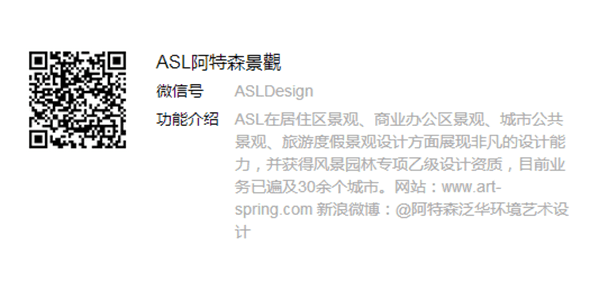 ASL阿特森景觀
微信号 ASLDesign
功能介绍 ASL在居住区景观、商业办公区景观、城市公共
景观、旅游度假景观设计方面展现非凡的设计能
力，并获得风景园林专项乙级设计资质，目前业
务已遍及30余个城市。网站：www.art-
spring.com 新浪微博：@阿特森泛华环境艺术设
计